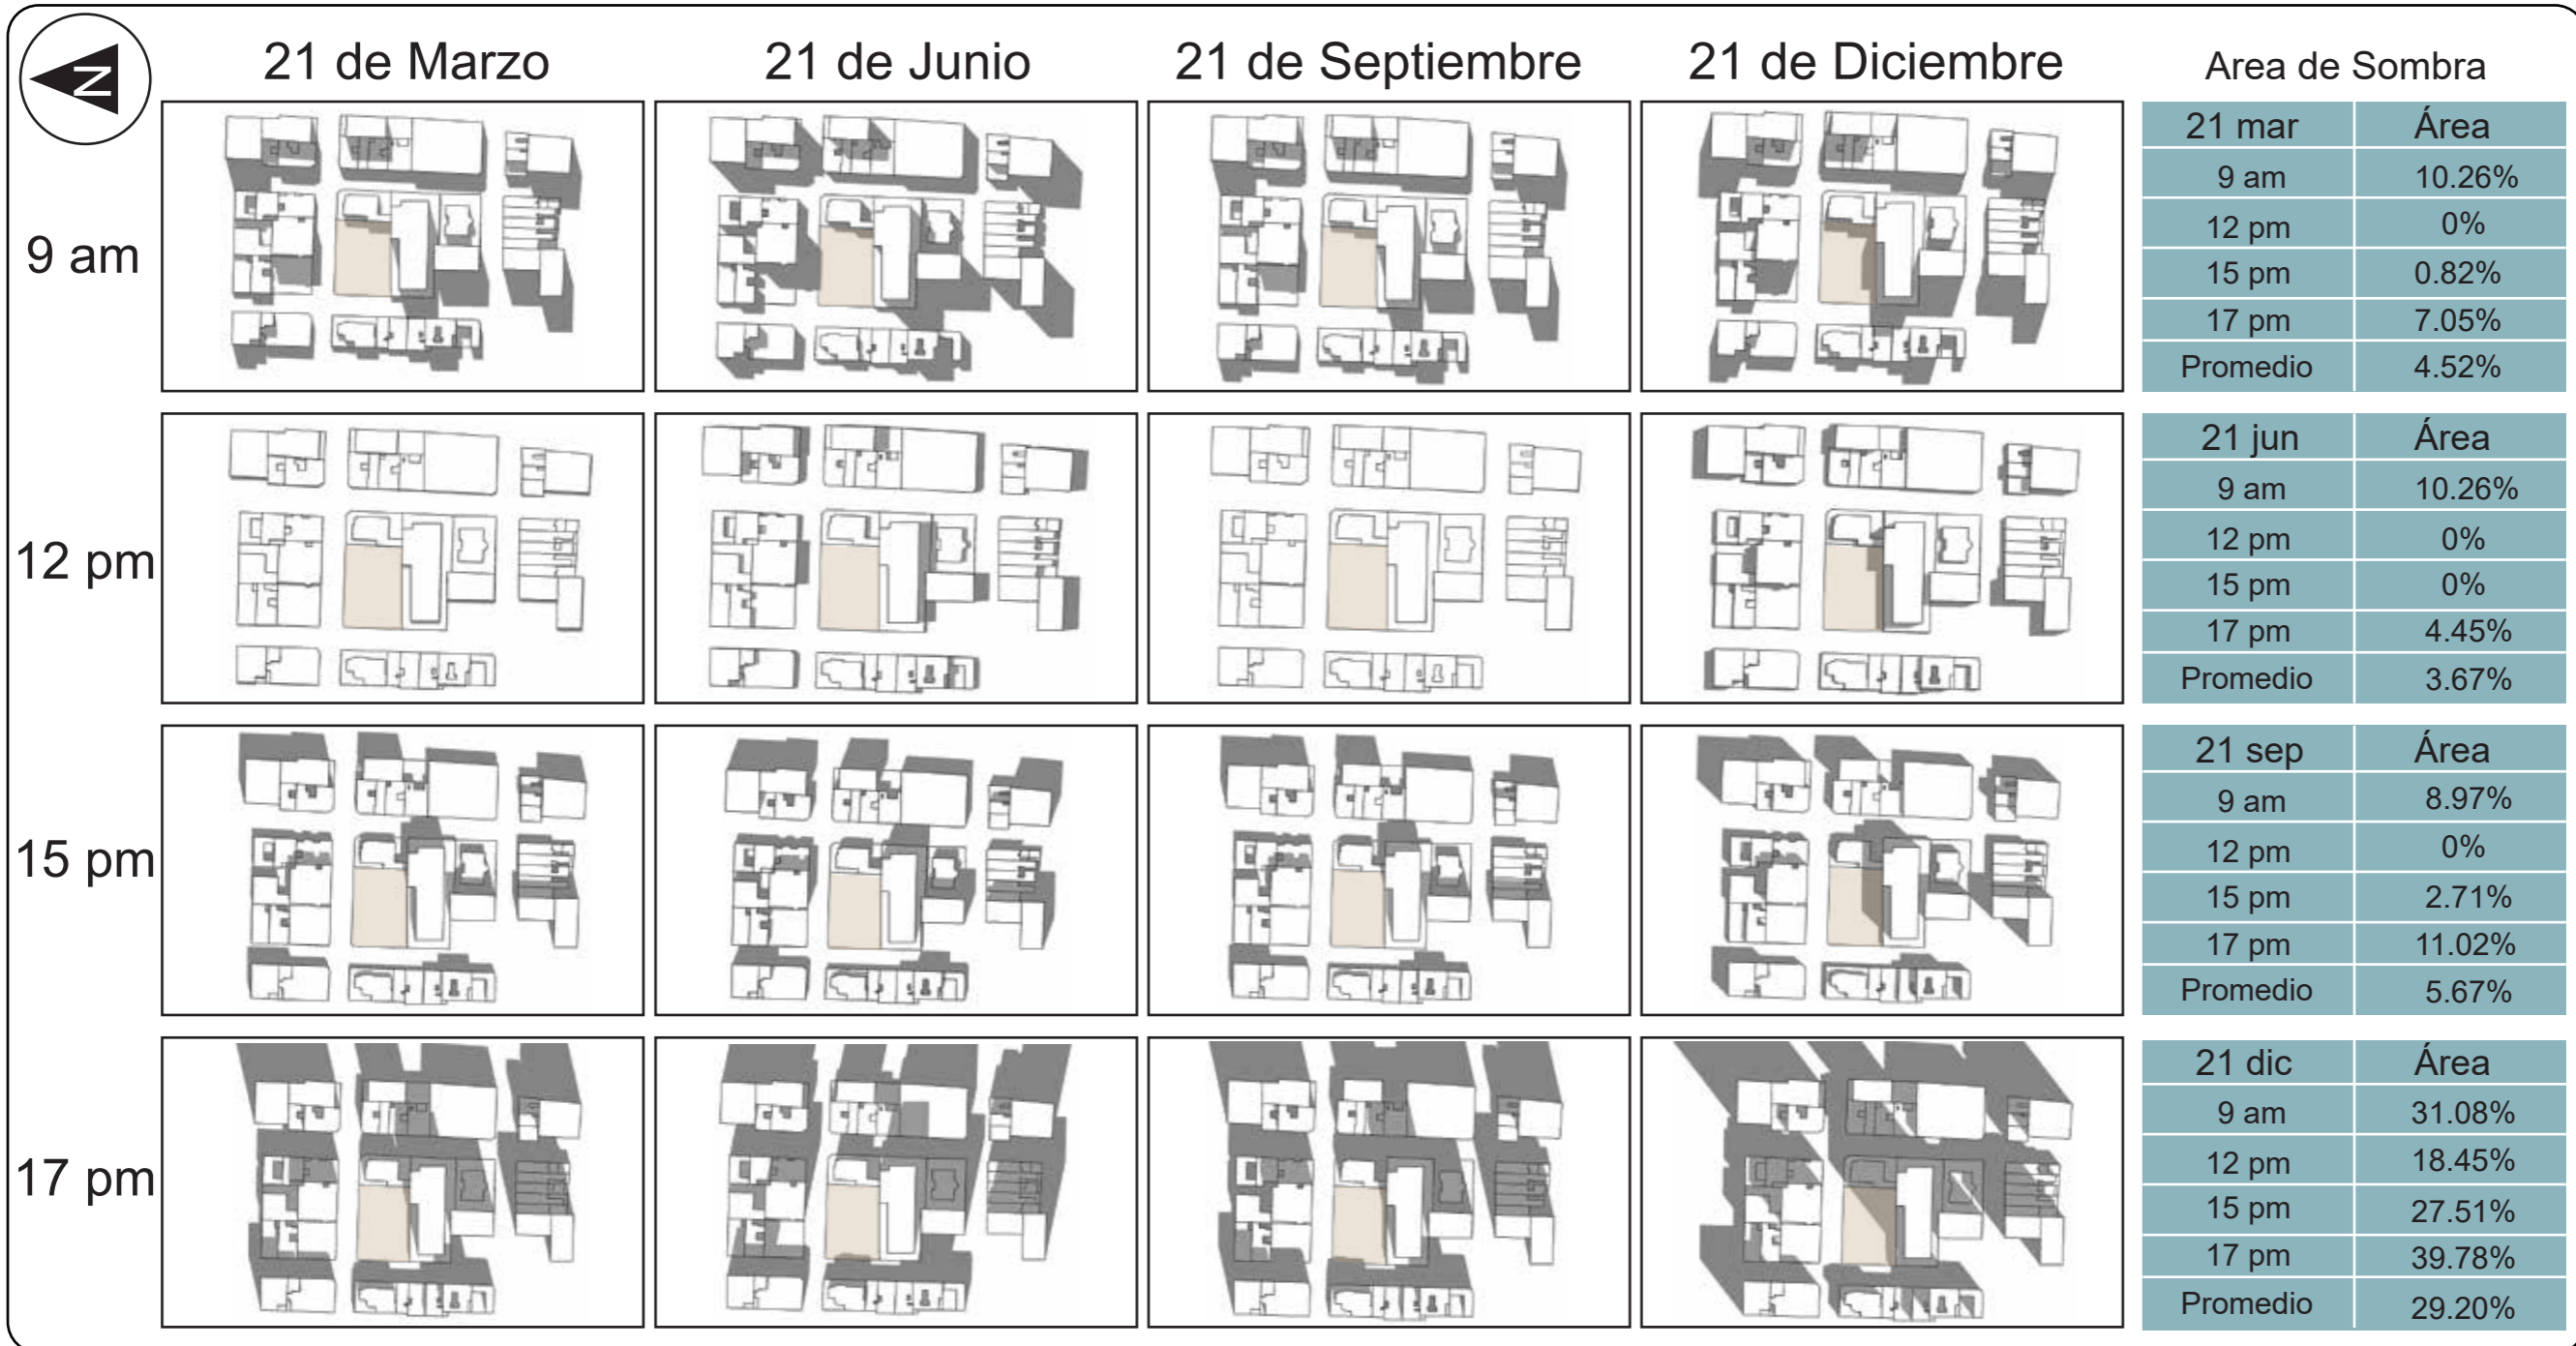 N
21 de Marzo 21 de Junio 21 de Septiembre 21 de Diciembre Area de Sombra
9 am
21 mar Área
9 am 10.26%
12 pm 0%
15 pm 0.82%
17 pm 7.05%
Promedio 4.52%
12 pm
21 jun Área
9 am 10.26%
12 pm 0%
15 pm 0%
17 pm 4.45%
Promedio 3.67%
15 pm
21 sep Área
9 am 8.97%
12 pm 0%
15 pm 2.71%
17 pm 11.02%
Promedio 5.67%
17 pm
21 dic Área
9 am 31.08%
12 pm 18.45%
15 pm 27.51%
17 pm 39.78%
Promedio 29.20%